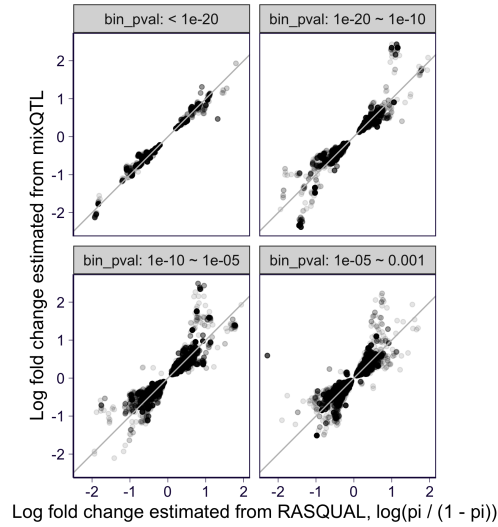 bin_pval: < 1e-20
bin_pval: 1e-20 ~ 1e-10
2
1
0
-1
-2
bin_pval: 1e-10 ~ 1e-05
bin_pval: 1e-05 ~ 0.001
2
1
0
-1
-2
-2 -1 0 1 2
-2 -1 0 1 2
Log fold change estimated from mixQTL
Log fold change estimated from RASQUAL, log(pi / (1 - pi))